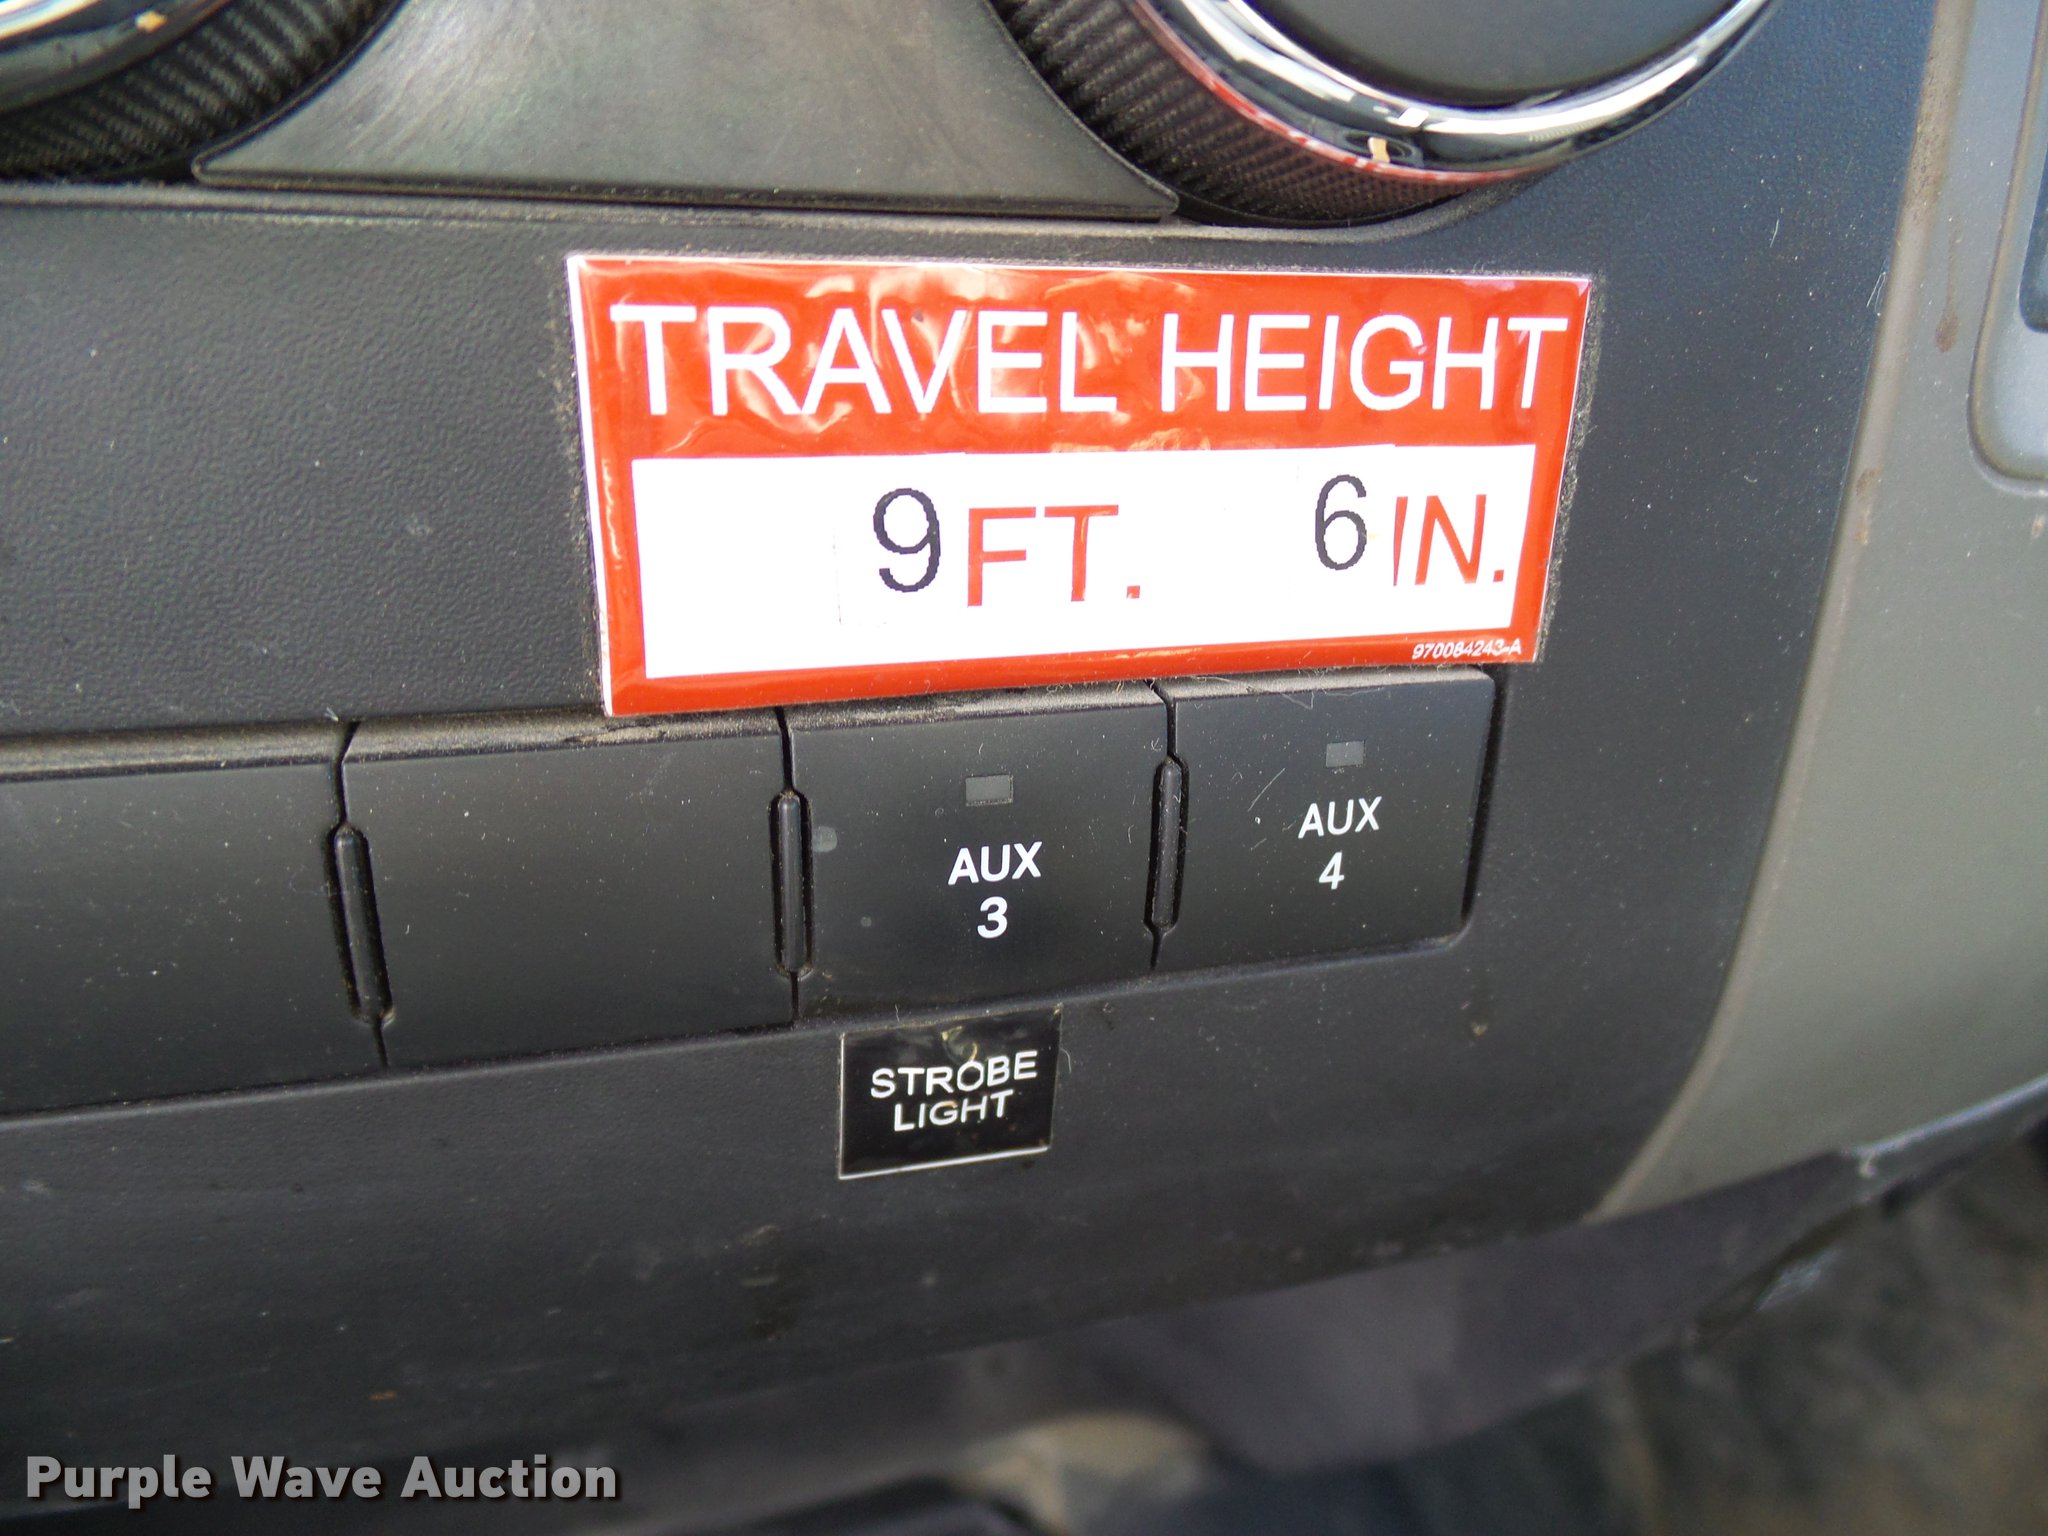 TRAVEL HEIGHT
9 FT. 6 IN.
970084243-A
AUX
3
AUX
4
STROBE
LIGHT
Purple Wave Auction